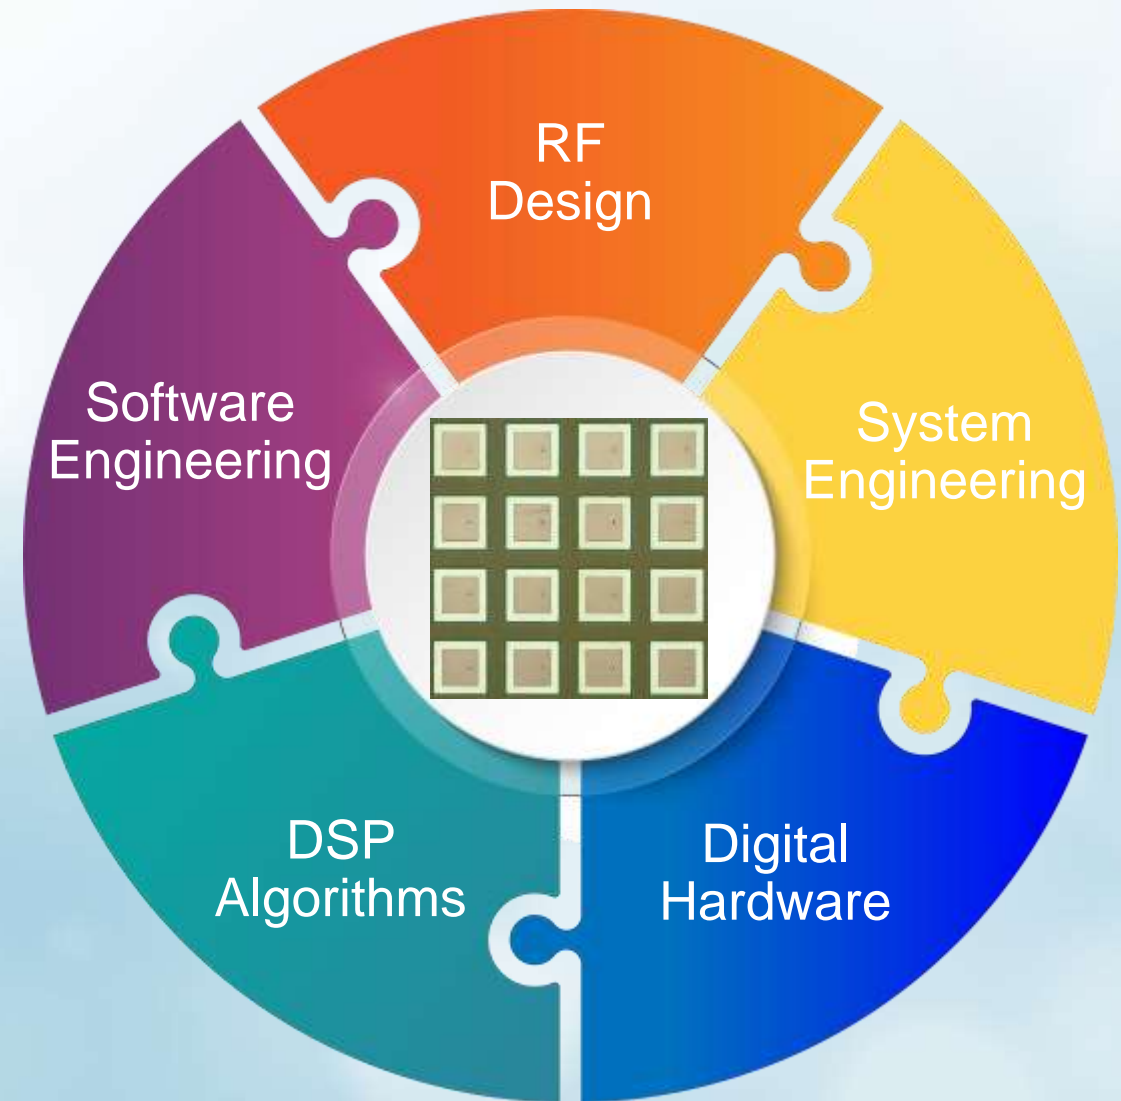 RF
Design
System
Engineering
Digital
Hardware
DSP
Algorithms
Software
Engineering